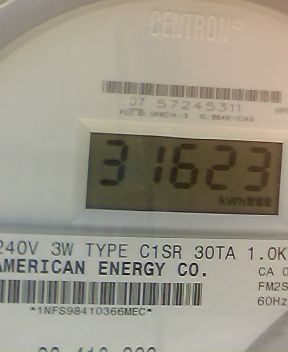 CENTRON®
07 57245311
31623
kWh
240V 3W TYPE C1SR 30TA 1.0K
AMERICAN ENERGY CO.
CA 0
FM2S
60Hz
*1NFS98410366MEC*